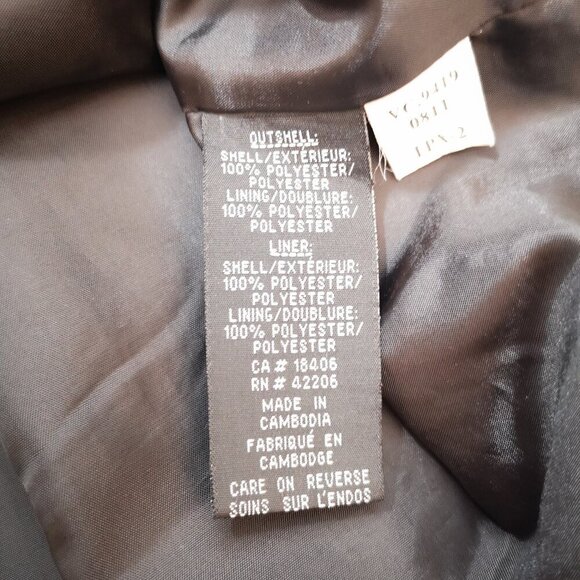 OUTSHELL:
SHELL/EXTÉRIEUR:
100% POLYESTER/
POLYESTER
LINING/DOUBLURE:
100% POLYESTER/
POLYESTER
LINER:
SHELL/EXTÉRIEUR:
100% POLYESTER/
POLYESTER
LINING/DOUBLURE:
100% POLYESTER/
POLYESTER
CA# 18406
RN# 42206
MADE IN
CAMBODIA
FABRIQUÉ EN
CAMBODGE
CARE ON REVERSE
SOINS SUR L'ENDOS
VC-9419
0811